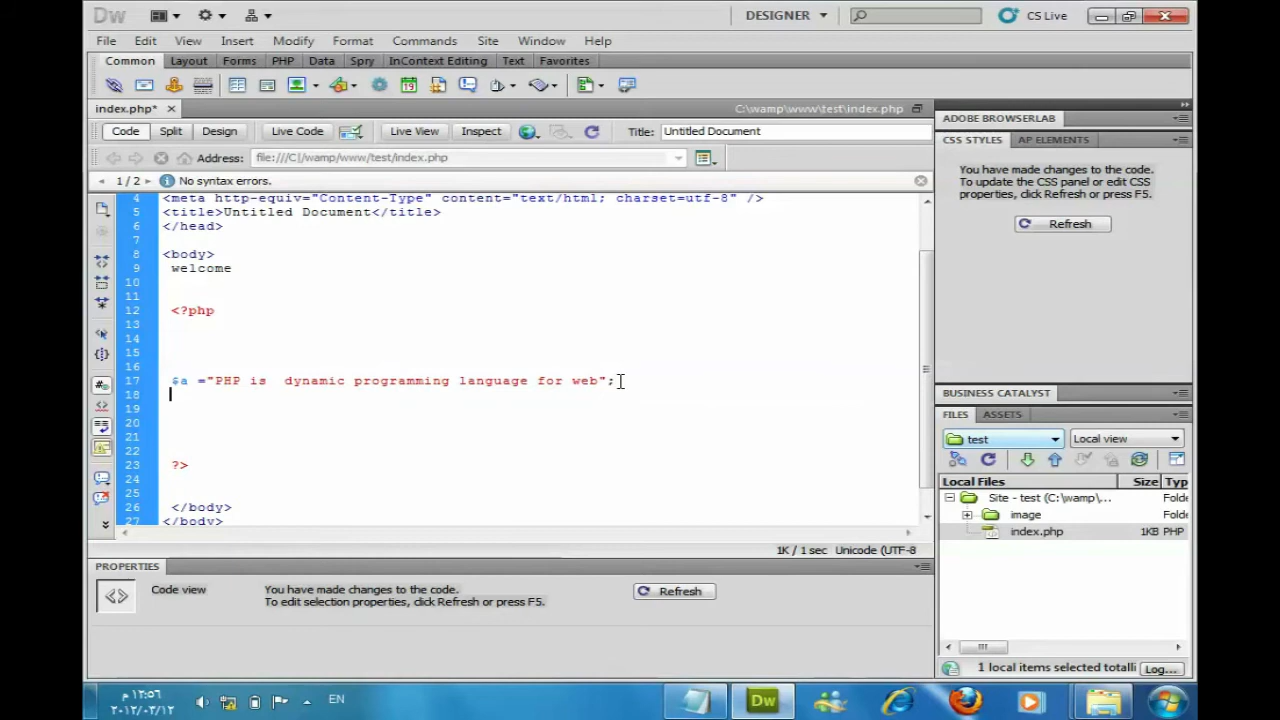 Dw
DESIGNER
CS Live
File Edit View Insert Modify Format Commands Site Window Help
Common Layout Forms PHP Data Spry InContext Editing Text Favorites
index.php*
C:\wamp\www\test\index.php
Code Split Design Live Code Live View Inspect Title: Untitled Document
Address: file:///C|/wamp/www/test/index.php
1 / 2 No syntax errors.
4 <meta http-equiv="Content-Type" content="text/html; charset=utf-8" />
5 <title>Untitled Document</title>
6 </head>
7
8 <body>
9 welcome
10
11
12 <?php
13
14
15
16
17 $a ="PHP is  dynamic programming language for web";
18
19
20
21
22
23 ?>
24
25
26 </body>
27 </body>
1K / 1 sec Unicode (UTF-8
PROPERTIES
Code view
You have made changes to the code.
To edit selection properties, click Refresh or press F5.
Refresh
ADOBE BROWSERLAB
CSS STYLES AP ELEMENTS
You have made changes to the code.
To update the CSS panel or edit CSS
properties, click Refresh or press F5.
Refresh
BUSINESS CATALYST
FILES ASSETS
test Local view
Local Files Size Typ
Site - test (C:\wamp\... Folde
image Folde
index.php 1KB PHP
1 local items selected totalli Log...
١٢:٥٦ م
٢٠١٢/٠٣/١٢
EN
Dw